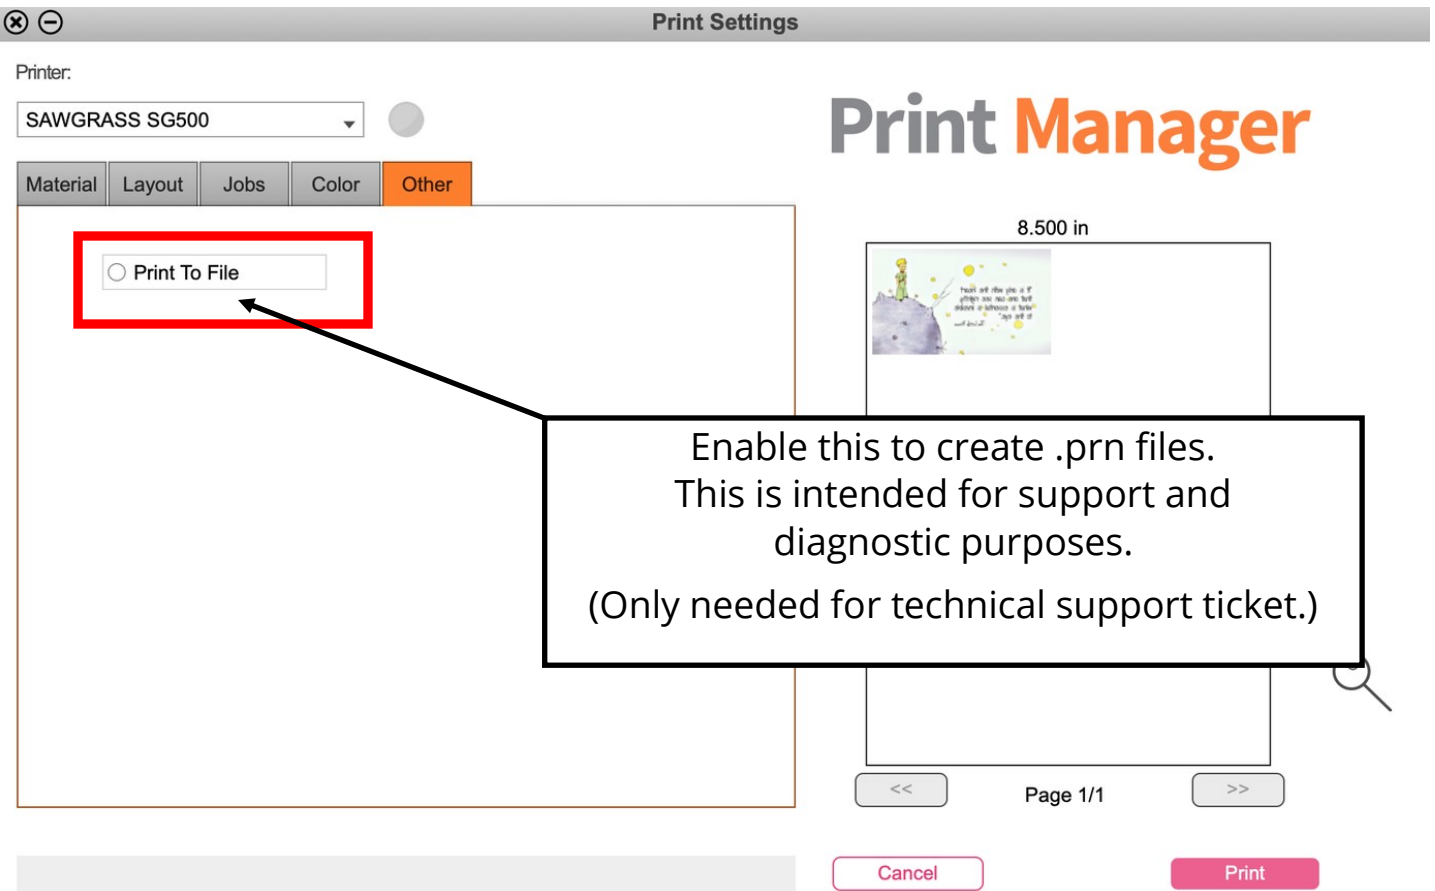 Print Settings
Printer:
SAWGRASS SG500
Print Manager
Material Layout Jobs Color Other
8.500 in
Print To File
Enable this to create .prn files.
This is intended for support and
diagnostic purposes.
(Only needed for technical support ticket.)
<< Page 1/1 >>
Cancel Print